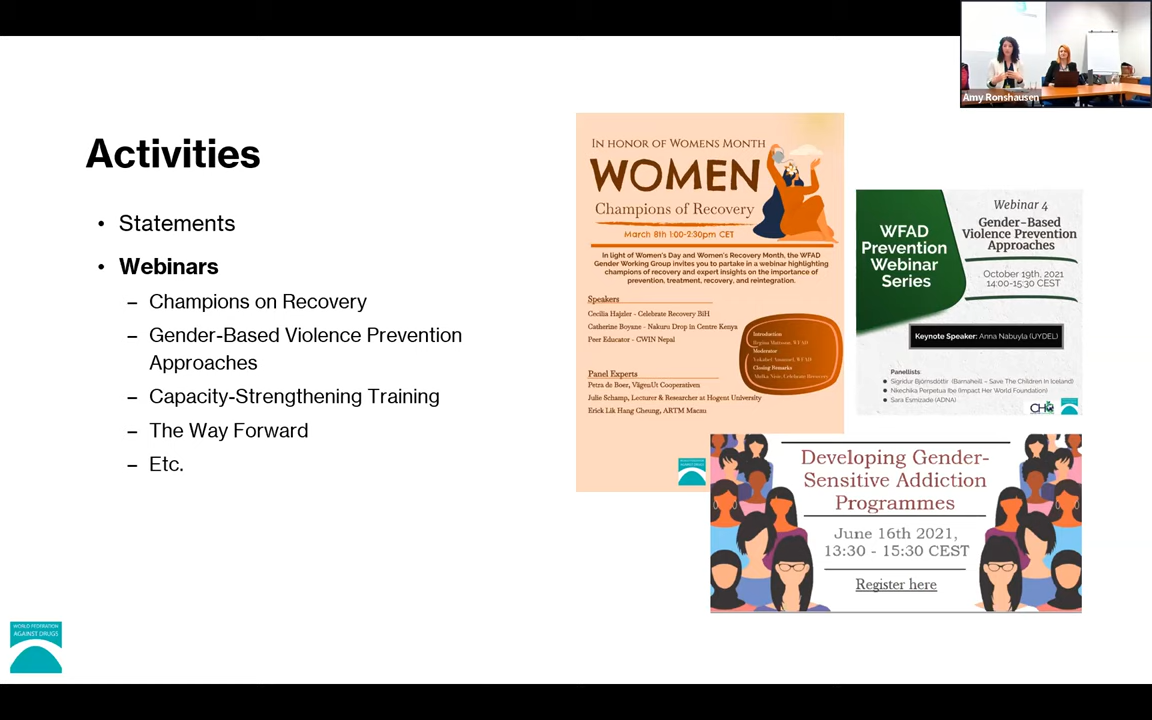 Amy Ronshausen
Activities
• Statements
• Webinars
– Champions on Recovery
– Gender-Based Violence Prevention
Approaches
– Capacity-Strengthening Training
– The Way Forward
– Etc.
IN HONOR OF WOMENS MONTH
WOMEN
Champions of Recovery
March 8th 1:00-2:30pm CET
In light of Women's Day and Women's Recovery Month, the WFAD
Gender Working Group invites you to partake in a webinar highlighting
champions of recovery and expert insights on the importance of
prevention, treatment, recovery, and reintegration.
Speakers
Cecilia Hajzler - Celebrate Recovery BiH
Catherine Boyane - Nakuru Drop in Centre Kenya
Peer Educator - CWIN Nepal
Introduction
Regina Mattsson, WFAD
Moderator
WFAD
Closing Remarks
Celebrate Recovery
Panel Experts
Petra de Boer, VågreuUt Cooperativen
Julie Schamp, Lecturer & Researcher at Hogent University
Erick Lik Hang Cheung, ARTM Macau
WFAD
Prevention
Webinar
Series
Webinar 4
Gender-Based
Violence Prevention
Approaches
October 19th, 2021
14:00-15:30 CEST
Keynote Speaker: Anna Nabuyla (UYDEL)
Panellists
• Sigridur Björnsdottir (Barnaheill – Save The Children In Iceland)
• Nkechika Perpetua Ibe (Impact Her World Foundation)
• Sara Esmizade (ADNA)
Developing Gender-
Sensitive Addiction
Programmes
June 16th 2021,
13:30 - 15:30 CEST
Register here
WORLD FEDERATION
AGAINST DRUGS